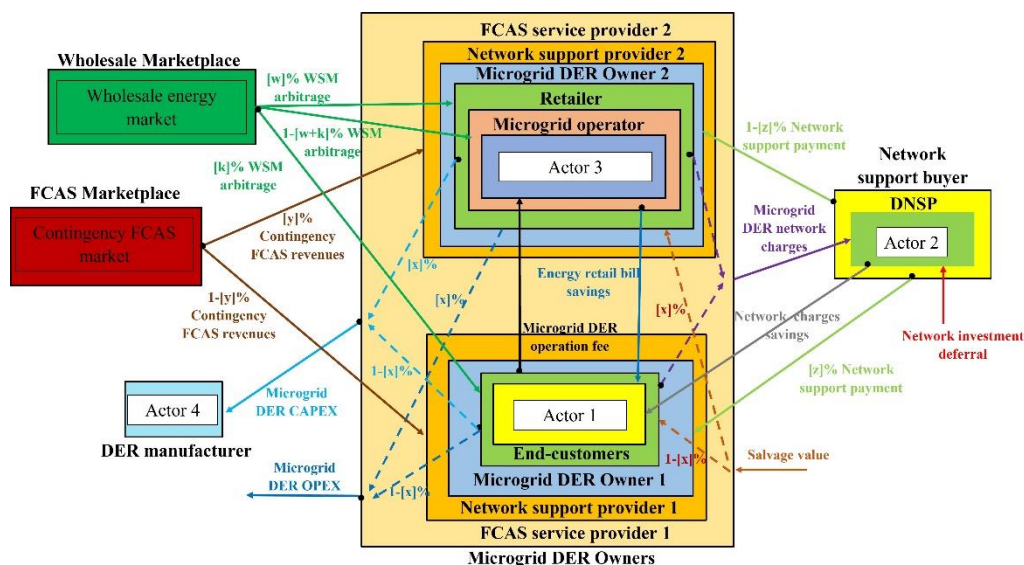 FCAS service provider 2
Network support provider 2
Microgrid DER Owner 2
Retailer
Microgrid operator
Actor 3
Wholesale Marketplace
Wholesale energy
market
[w]% WSM
arbitrage
1-[w+k]% WSM
arbitrage
[k]% WSM
arbitrage
FCAS Marketplace
Contingency FCAS
market
[y]%
Contingency
FCAS revenues
1-[y]%
Contingency
FCAS revenues
1-[z]% Network
support payment
Network
support buyer
DNSP
Actor 2
Microgrid
DER network
charges
Energy retail bill
savings
[x]%
[x]%
[x]%
Network charges
savings
Network investment
deferral
Microgrid DER
operation fee
1-[x]%
[z]% Network
support payment
Actor 4
DER manufacturer
Microgrid
DER CAPEX
Actor 1
End-customers
Microgrid DER Owner 1
Network support provider 1
FCAS service provider 1
Microgrid DER Owners
1-[x]%
Salvage value
Microgrid
DER OPEX
1-[x]%